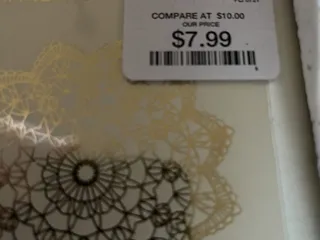 COMPARE AT $10.00
OUR PRICE
$7.99